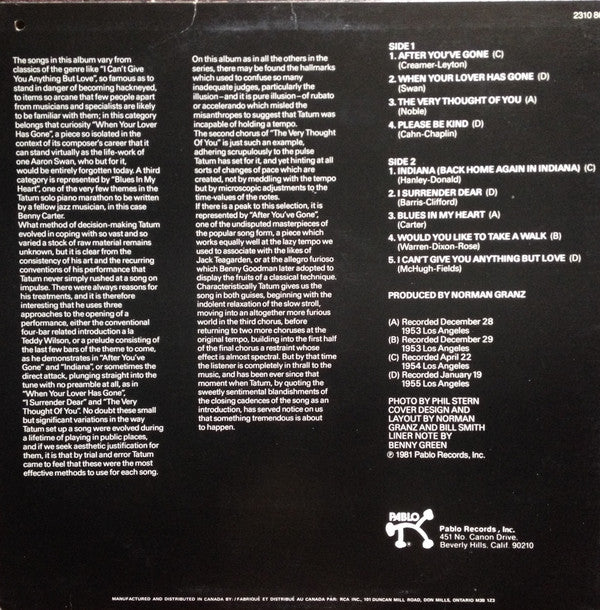 2310 8
The songs in this album vary from
classics of the genre like "I Can't Give
You Anything But Love", so famous as to
stand in danger of becoming hackneyed,
to items so arcane that few people apart
from musicians and specialists are likely
to be familiar with them; in this category
belongs that curiosity "When Your Lover
Has Gone", a piece so isolated in the
context of its composer's career that it
can stand virtually as the life-work of
one Aaron Swan, who but for it,
would be entirely forgotten today. A third
category is represented by "Blues in My
Heart", one of the very few themes in the
Tatum solo piano marathon to be written
by a fellow jazz musician, in this case
Benny Carter.
What method of decision-making Tatum
evolved in coping with so vast and so
varied a stock of raw material remains
unknown, but it is clear from the
consistency of his art and the recurring
conventions of his performance that
Tatum never simply rushed at a song on
impulse. There were always reasons for
his treatments, and it is therefore
interesting that he uses three
approaches to the opening of a
performance, either the conventional
four-bar related introduction a la
Teddy Wilson, or a prelude consisting of
the last few bars of the theme to come,
as he demonstrates in "After You've
Gone" and "Indiana", or sometimes the
direct attack, plunging straight into the
tune with no preamble at all, as in
"When Your Lover Has Gone",
"I Surrender Dear" and "The Very
Thought Of You". No doubt these small
but significant variations in the way
Tatum set up a song were evolved during
a lifetime of playing in public places,
and if we seek aesthetic justification for
them, it is that by trial and error Tatum
came to feel that these were the most
effective methods to use for each song.
On this album as in all the others in the
series, there may be found the hallmarks
which used to confuse so many
inadequate judges, particularly the
illusion—and it is pure illusion—of rubato
or accelerando which misled the
misanthropes to suggest that Tatum was
incapable of holding a tempo.
The second chorus of "The Very Thought
Of You" is just such an example,
adhering scrupulously to the pulse
Tatum has set for it, and yet hinting at all
sorts of changes of pace which are
created, not by meddling with the tempo
but by microscopic adjustments to the
time-values of the notes.
If there is a peak to this selection, it is
represented by "After You've Gone",
one of the undisputed masterpieces of
the popular song form, a piece which
works equally well at the lazy tempo we
used to associate with the likes of
Jack Teagarden, or at the allegro furioso
which Benny Goodman later adopted to
display the fruits of a classical technique.
Characteristically Tatum gives us the
song in both guises, beginning with the
indolent relaxation of the slow stroll,
moving into an altogether more furious
world in the third chorus, before
returning to two more choruses at the
original tempo, building into the first half
of the final chorus a restraint whose
effect is almost spectral. But by that time
the listener is completely in thrall to the
music, and has been ever since that
moment when Tatum, by quoting the
sweetly sentimental blandishments of
the closing cadences of the song as an
introduction, has served notice on us
that something tremendous is about
to happen.
SIDE 1
1. AFTER YOU'VE GONE (C)
(Creamer-Leyton)
2. WHEN YOUR LOVER HAS GONE (D)
(Swan)
3. THE VERY THOUGHT OF YOU (A)
(Noble)
4. PLEASE BE KIND (D)
(Cahn-Chaplin)
SIDE 2
1. INDIANA (BACK HOME AGAIN IN INDIANA) (C)
(Hanley-Donald)
2. I SURRENDER DEAR (D)
(Barris-Clifford)
3. BLUES IN MY HEART (A)
(Carter)
4. WOULD YOU LIKE TO TAKE A WALK (B)
(Warren-Dixon-Rose)
5. I CAN'T GIVE YOU ANYTHING BUT LOVE (D)
(McHugh-Fields)
PRODUCED BY NORMAN GRANZ
(A) Recorded December 28
1953 Los Angeles
(B) Recorded December 29
1953 Los Angeles
(C) Recorded April 22
1954 Los Angeles
(D) Recorded January 19
1955 Los Angeles
PHOTO BY PHIL STERN
COVER DESIGN AND
LAYOUT BY NORMAN
GRANZ AND BILL SMITH
LINER NOTE BY
BENNY GREEN
℗ 1981 Pablo Records, Inc.
PABLO
Pablo Records, Inc.
451 No. Canon Drive.
Beverly Hills. Calif. 90210
MANUFACTURED AND DISTRIBUTED IN CANADA BY: / FABRIQUÉ ET DISTRIBUÉ AU CANADA PAR: RCA INC., 101 DUNCAN MILL ROAD, DON MILLS, ONTARIO M3B 1Z3